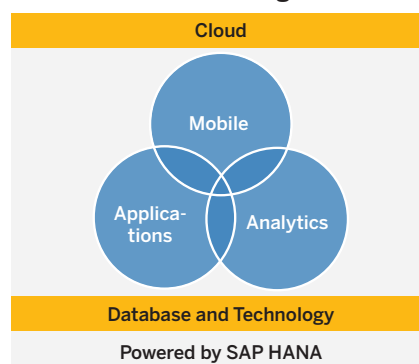 Cloud
Mobile
Applica-
tions
Analytics
Database and Technology
Powered by SAP HANA